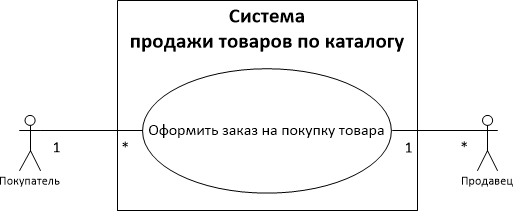 Система
продажи товаров по каталогу
Оформить заказ на покупку товара
1
*
1
*
Покупатель
Продавец